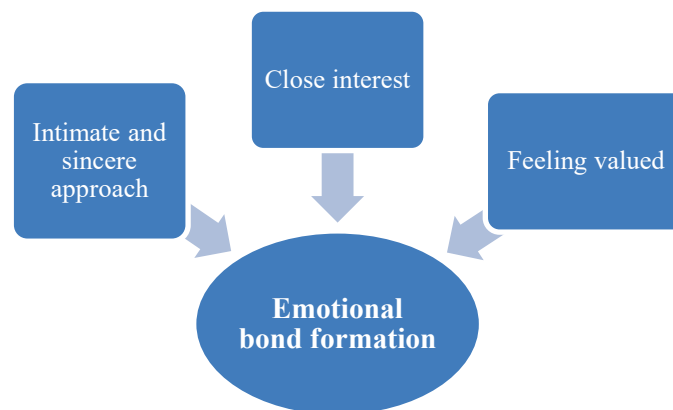 Close interest
Intimate and
sincere
approach
Feeling valued
Emotional
bond formation